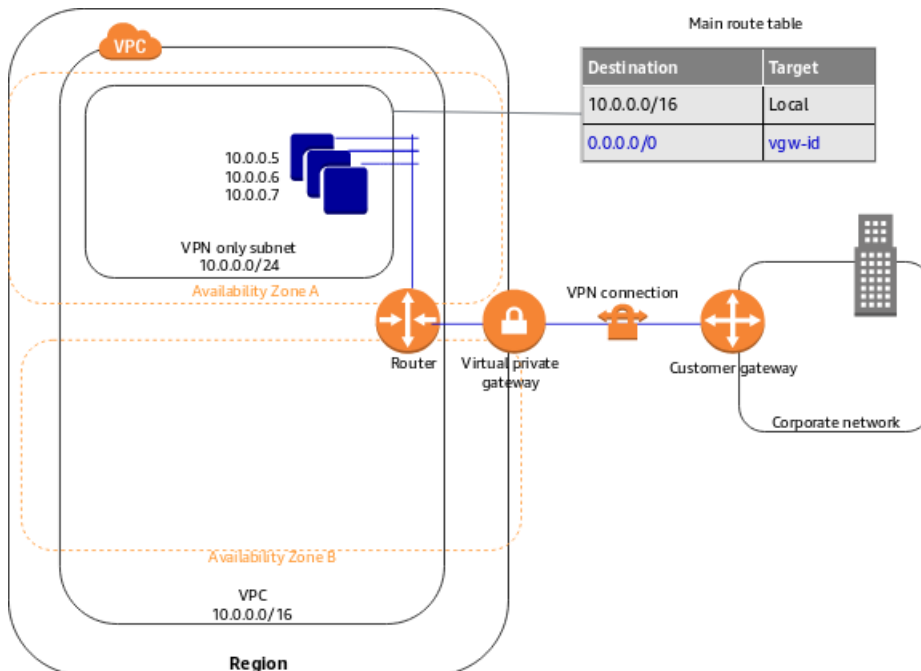 Main route table
VPC
Destination Target
10.0.0.0/16 Local
0.0.0.0/0 vgw-id
10.0.0.5
10.0.0.6
10.0.0.7
VPN only subnet
10.0.0.0/24
Availability Zone A
VPN connection
Router
Virtual private
gateway
Customer gateway
Corporate network
Availability Zone B
VPC
10.0.0.0/16
Region